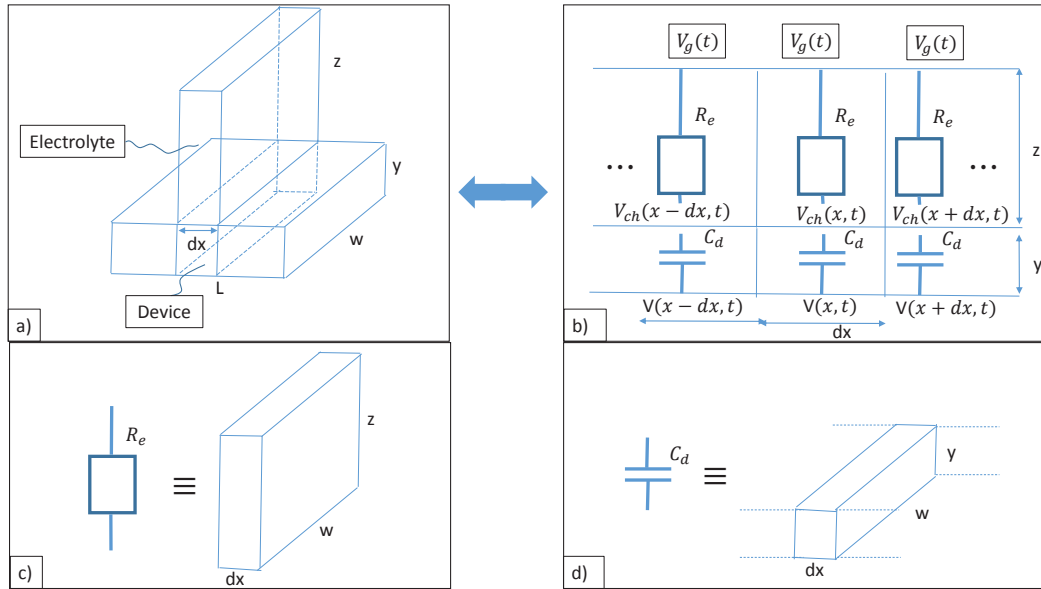 z
Electrolyte
y
dx
w
L
Device
a)
V_g(t) V_g(t) V_g(t)
R_e R_e R_e
z
... ...
V_ch(x − dx, t) V_ch(x, t) V_ch(x + dx, t)
C_d C_d C_d
y
V(x − dx, t) V(x, t) V(x + dx, t)
dx
b)
R_e
z
≡
w
dx
c)
C_d
y
≡
w
dx
d)